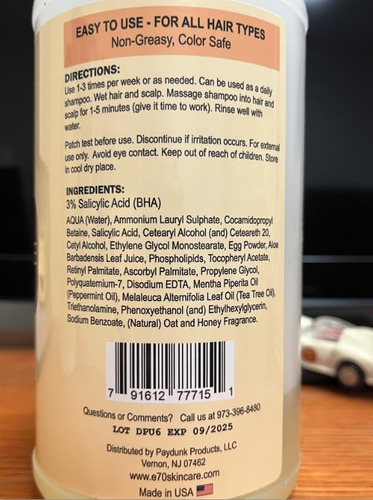 EASY TO USE - FOR ALL HAIR TYPES
Non-Greasy, Color Safe
DIRECTIONS:
Use 1-3 times per week or as needed. Can be used as a daily
shampoo. Wet hair and scalp. Massage shampoo into hair and
scalp for 1-5 minutes (give it time to work). Rinse well with
water.
Patch test before use. Discontinue if irritation occurs. For external
use only. Avoid eye contact. Keep out of reach of children. Store
in cool dry place.
INGREDIENTS:
3% Salicylic Acid (BHA)
AQUA (Water), Ammonium Lauryl Sulphate, Cocamidopropyl
Betaine, Salicylic Acid, Cetearyl Alcohol (and) Ceteareth 20,
Cetyl Alcohol, Ethylene Glycol Monostearate, Egg Powder, Aloe
Barbadensis Leaf Juice, Phospholipids, Tocopheryl Acetate,
Retinyl Palmitate, Ascorbyl Palmitate, Propylene Glycol,
Polyquaternium-7, Disodium EDTA, Mentha Piperita Oil
(Peppermint Oil), Melaleuca Alternifolia Leaf Oil (Tea Tree Oil),
Triethanolamine, Phenoxyethanol (and) Ethylhexylglycerin,
Sodium Benzoate, (Natural) Oat and Honey Fragrance.
7 91612 77715 1
Questions or Comments? Call us at 973-396-8480
LOT DPU6 EXP 09/2025
Distributed by Paydunk Products, LLC
Vernon, NJ 07462
www.e70skincare.com
Made in USA